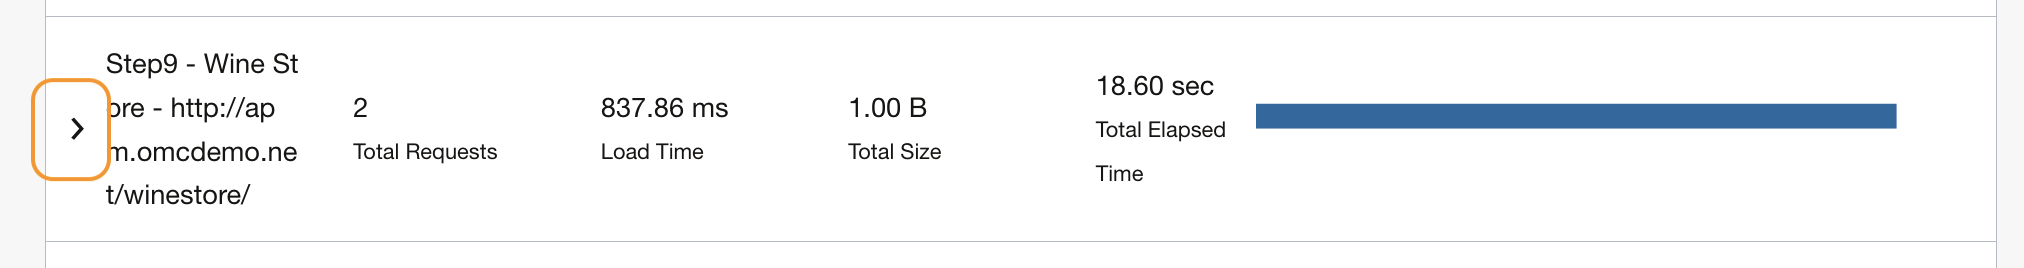 Step9 - Wine St
ore - http://ap
m.omcdemo.ne
t/winestore/
2
Total Requests
837.86 ms
Load Time
1.00 B
Total Size
18.60 sec
Total Elapsed
Time